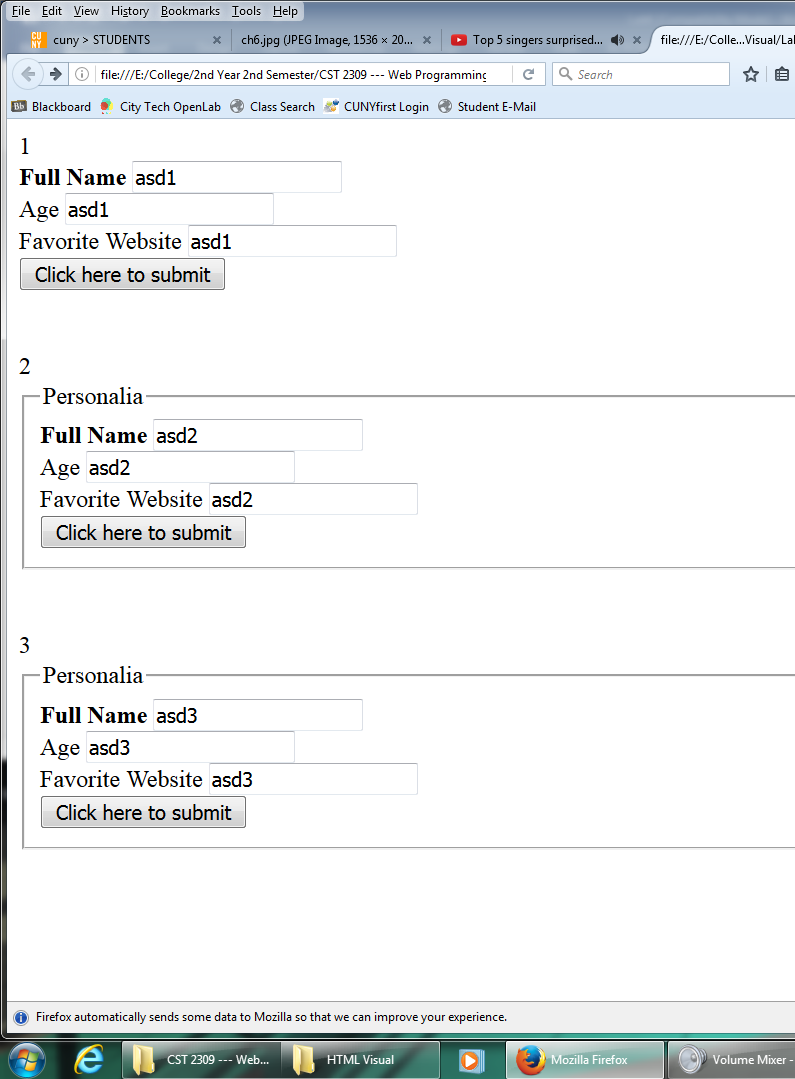 File Edit View History Bookmarks Tools Help
CUNY cuny > STUDENTS × ch6.jpg (JPEG Image, 1536 × 20... × Top 5 singers surprised... × file:///E:/Colle...Visual/Lal
file:///E:/College/2nd Year 2nd Semester/CST 2309 --- Web Programming Search
Bb Blackboard City Tech OpenLab Class Search CUNYfirst Login Student E-Mail
1
Full Name asd1
Age asd1
Favorite Website asd1
Click here to submit
2
Personalia
Full Name asd2
Age asd2
Favorite Website asd2
Click here to submit
3
Personalia
Full Name asd3
Age asd3
Favorite Website asd3
Click here to submit
Firefox automatically sends some data to Mozilla so that we can improve your experience.
CST 2309 --- Web... HTML Visual Mozilla Firefox Volume Mixer -